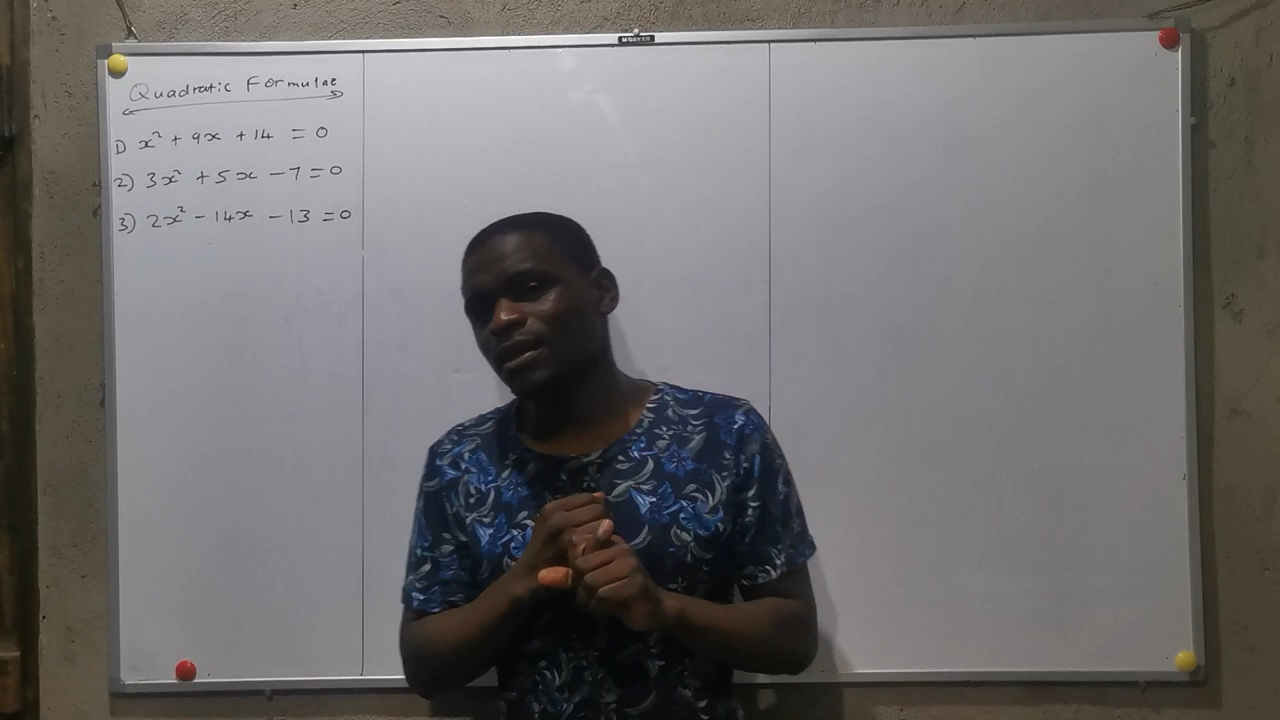 Quadratic Formulae
1) x² + 9x + 14 = 0
2) 3x² + 5x - 7 = 0
3) 2x² - 14x - 13 = 0